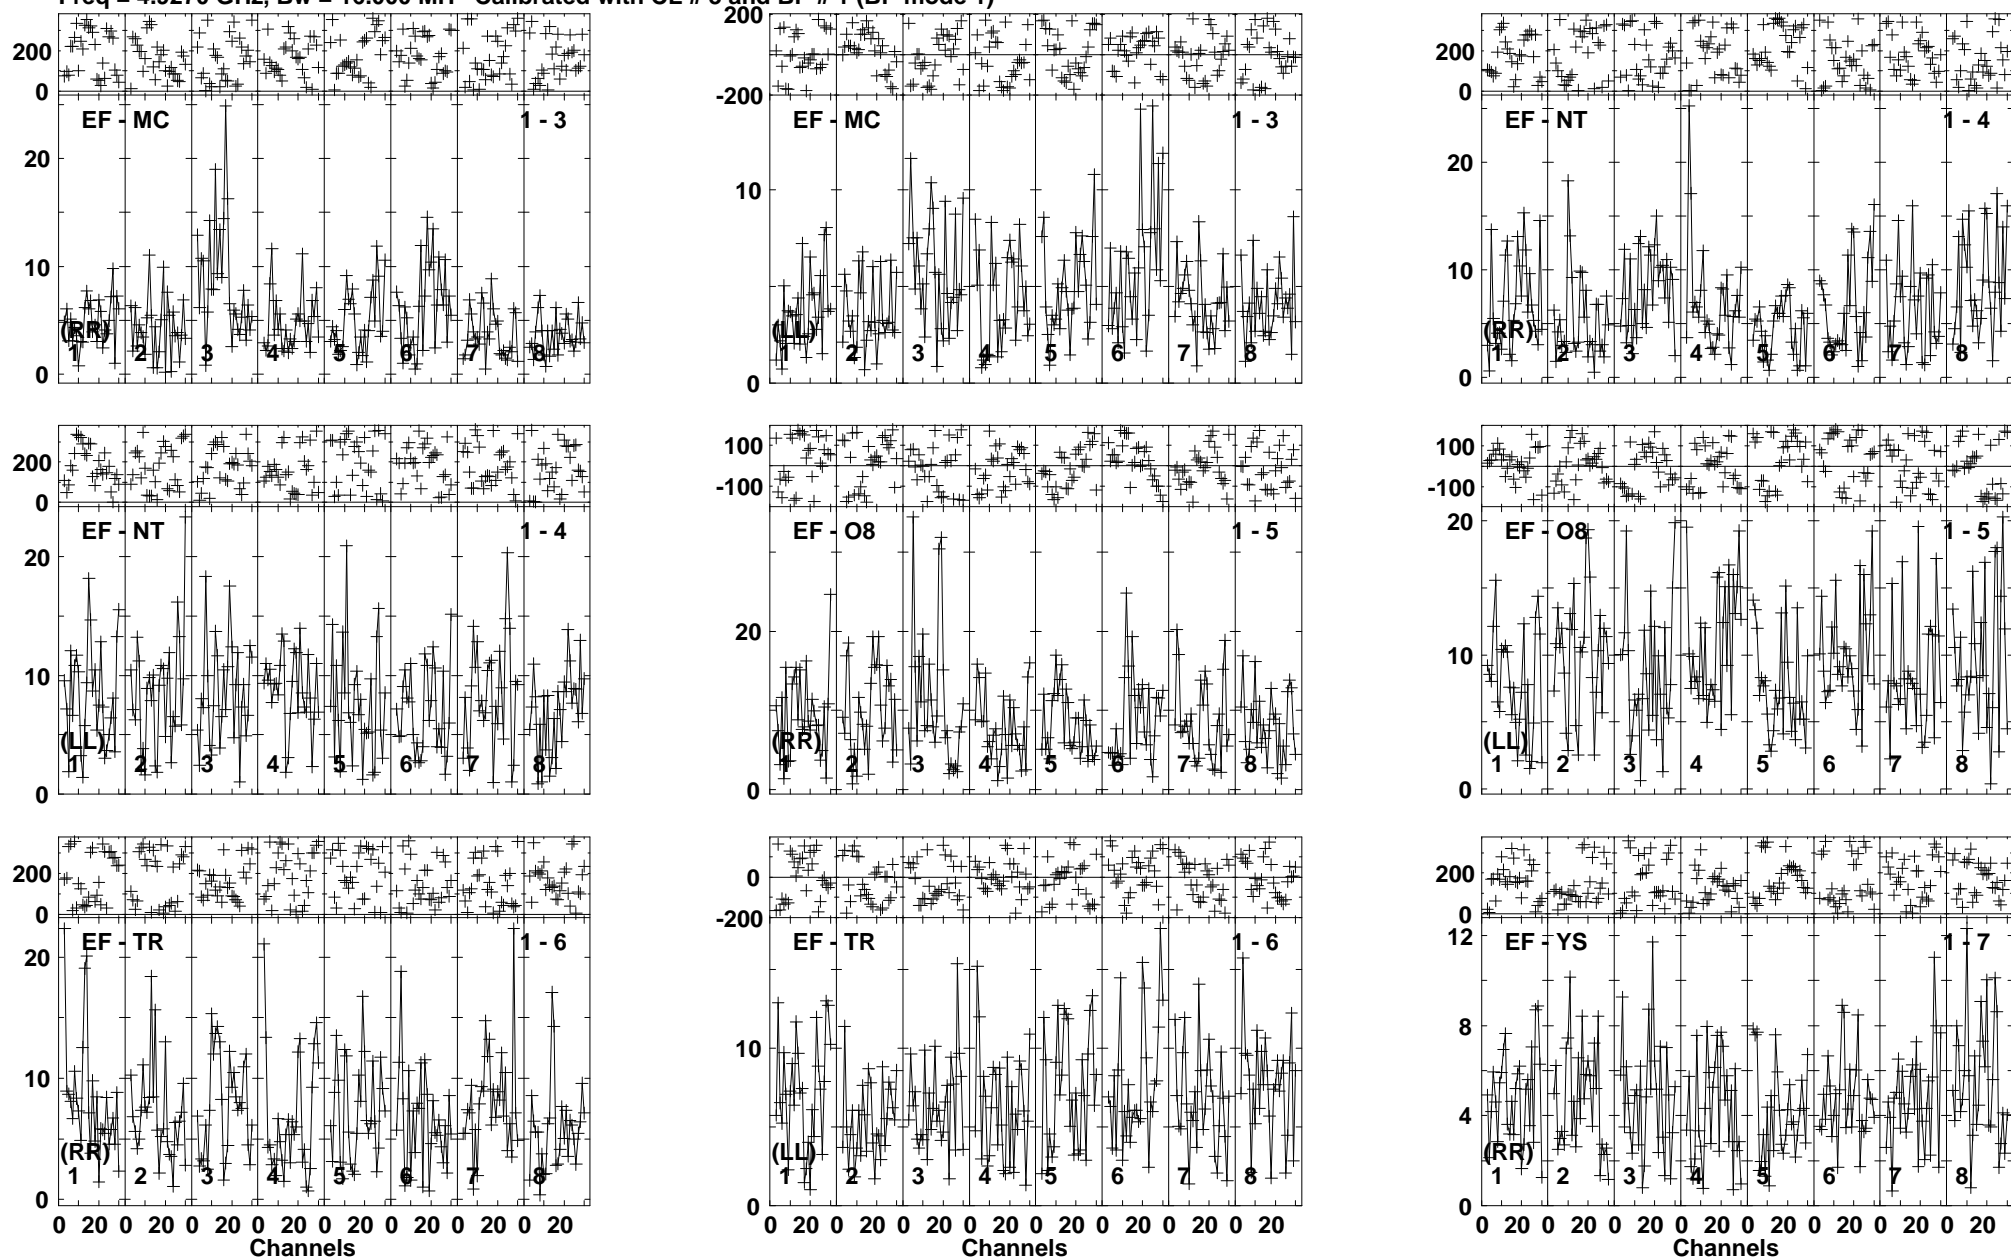 200 0 EF - MC 1 - 3 20 10 0 (RR) 1 2 3 4 5 6 7 8
200 -200 EF - MC 1 - 3 10 0 (LL) 1 2 3 4 5 6 7 8
200 0 EF - NT 1 - 4 20 10 0 (RR) 1 2 3 4 5 6 7 8
200 0 EF - NT 1 - 4 20 10 0 (LL) 1 2 3 4 5 6 7 8
100 -100 EF - O8 1 - 5 20 0 (RR) 1 2 3 4 5 6 7 8
100 -100 EF - O8 1 - 5 20 10 0 (LL) 1 2 3 4 5 6 7 8
200 0 EF - TR 1 - 6 20 10 0 (RR) 1 2 3 4 5 6 7 8
0 20 0 20 0 20 0 20 0 20 0 20 0 20 0 20
Channels
0 -200 EF - TR 1 - 6 10 0 (LL) 1 2 3 4 5 6 7 8
0 20 0 20 0 20 0 20 0 20 0 20 0 20 0 20
Channels
200 0 EF - YS 1 - 7 12 8 4 0 (RR) 1 2 3 4 5 6 7 8
0 20 0 20 0 20 0 20 0 20 0 20 0 20 0 20
Channels